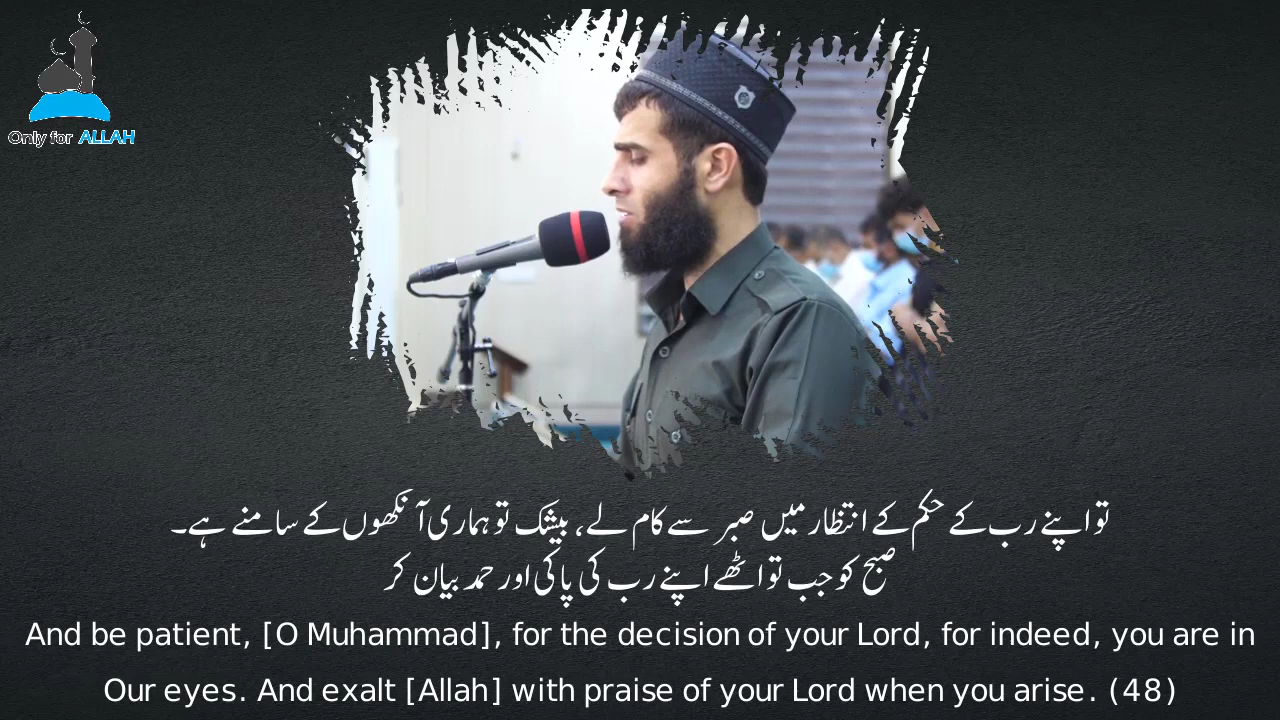 Only for ALLAH
تو اپنے رب کے حکم کے انتظار میں صبر سے کام لے، بیشک تو ہماری آنکھوں کے سامنے ہے۔
صبح کو جب تو اٹھے اپنے رب کی پاکی اور حمد بیان کر
And be patient, [O Muhammad], for the decision of your Lord, for indeed, you are in
Our eyes. And exalt [Allah] with praise of your Lord when you arise. (48)